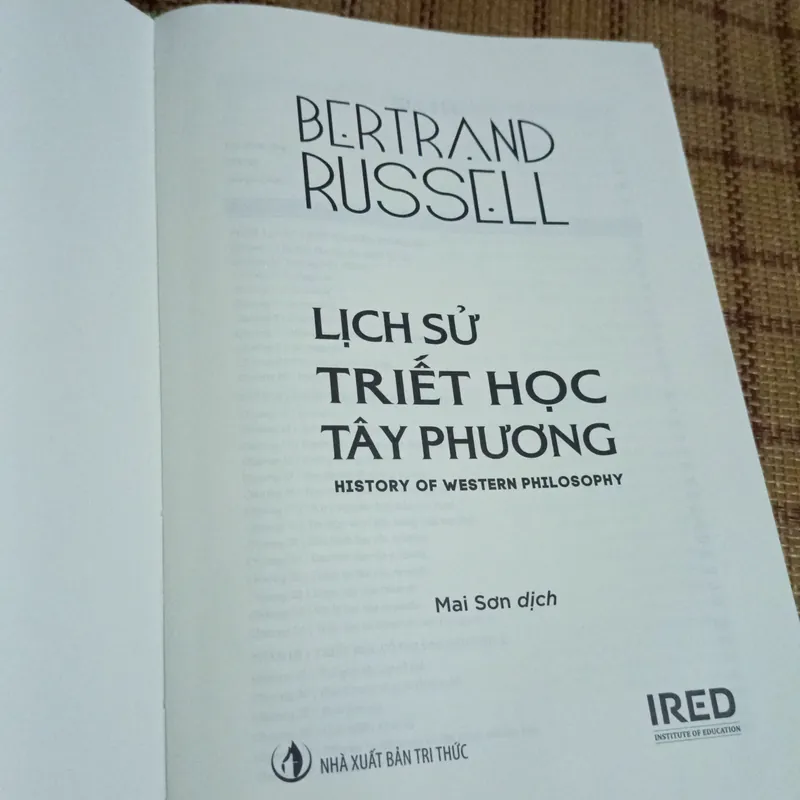 BERTRAND
RUSSELL
LỊCH SỬ
TRIẾT HỌC
TÂY PHƯƠNG
HISTORY OF WESTERN PHILOSOPHY
Mai Sơn dịch
IRED
INSTITUTE OF EDUCATION
NHÀ XUẤT BẢN TRI THỨC